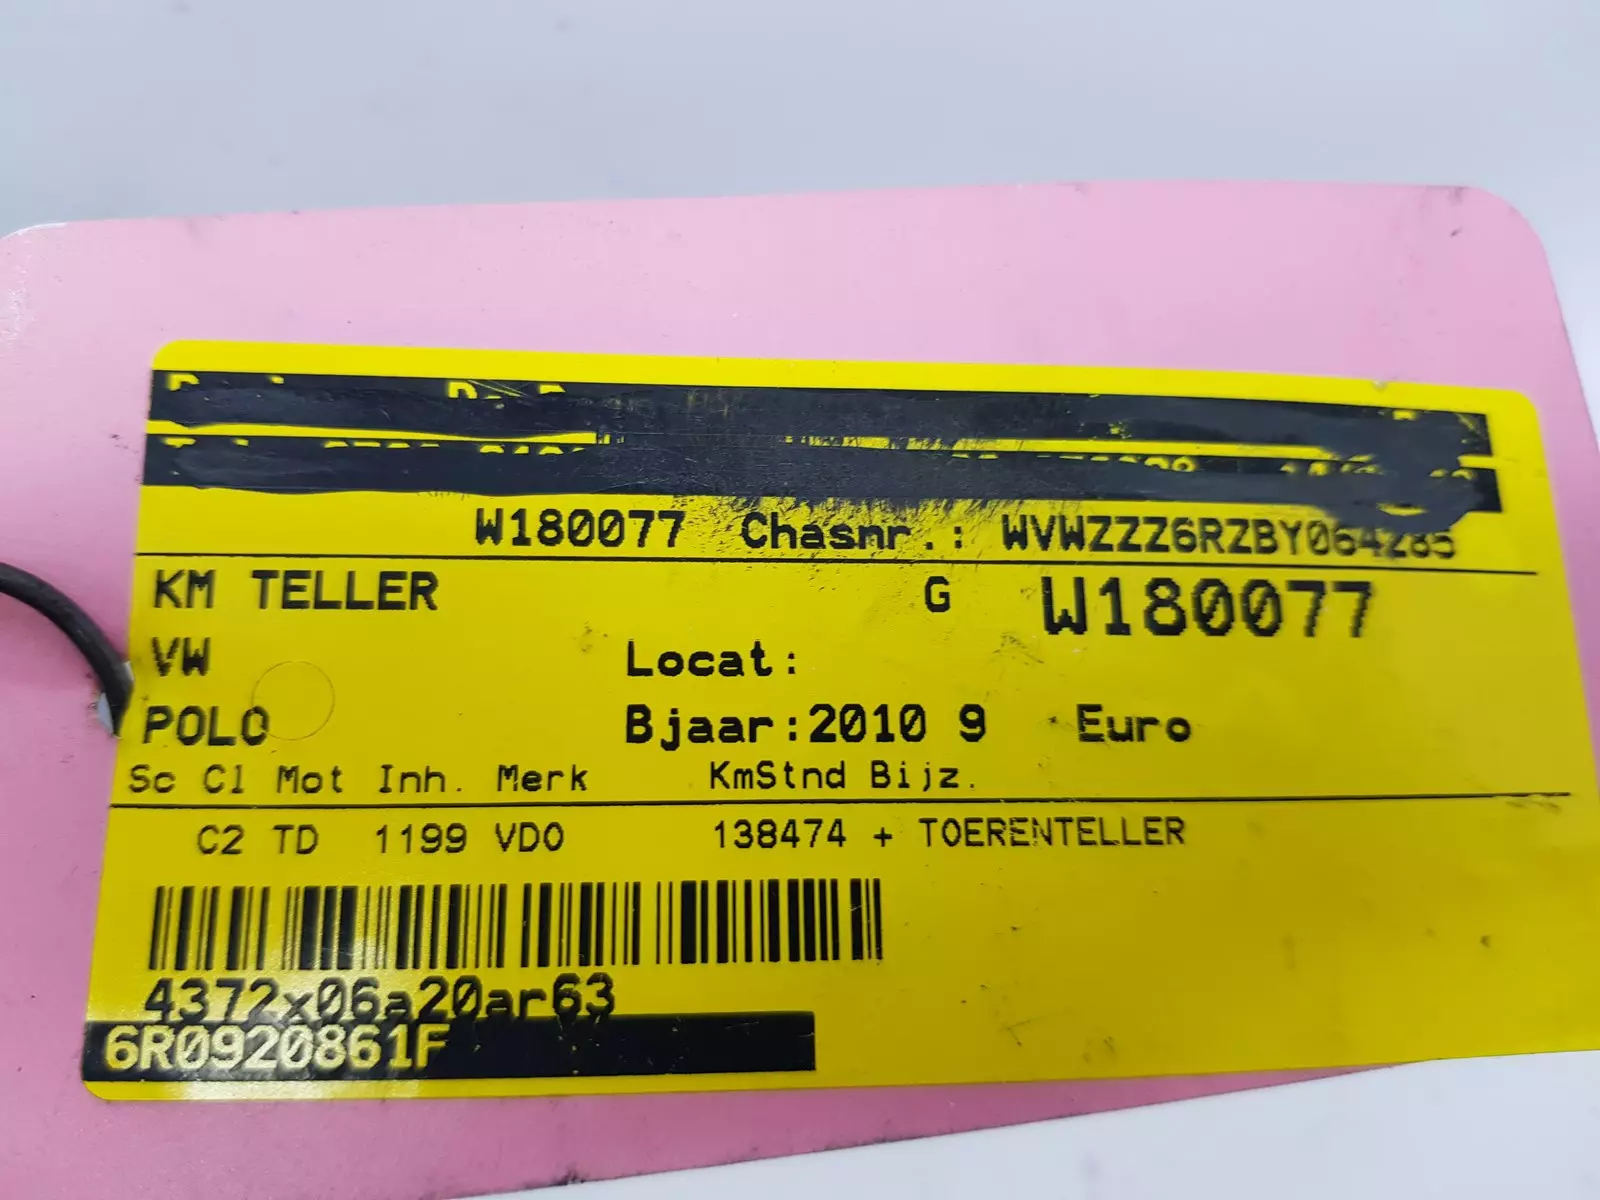 W180077 Chasnr.: WVWZZZ6RZBY064285
KM TELLER G W180077
VW Locat:
POLO Bjaar:2010 9 Euro
Sc Cl Mot Inh. Merk KmStnd Bijz.
C2 TD 1199 VDO 138474 + TOERENTELLER
4372x06a20ar63
6R0920861F